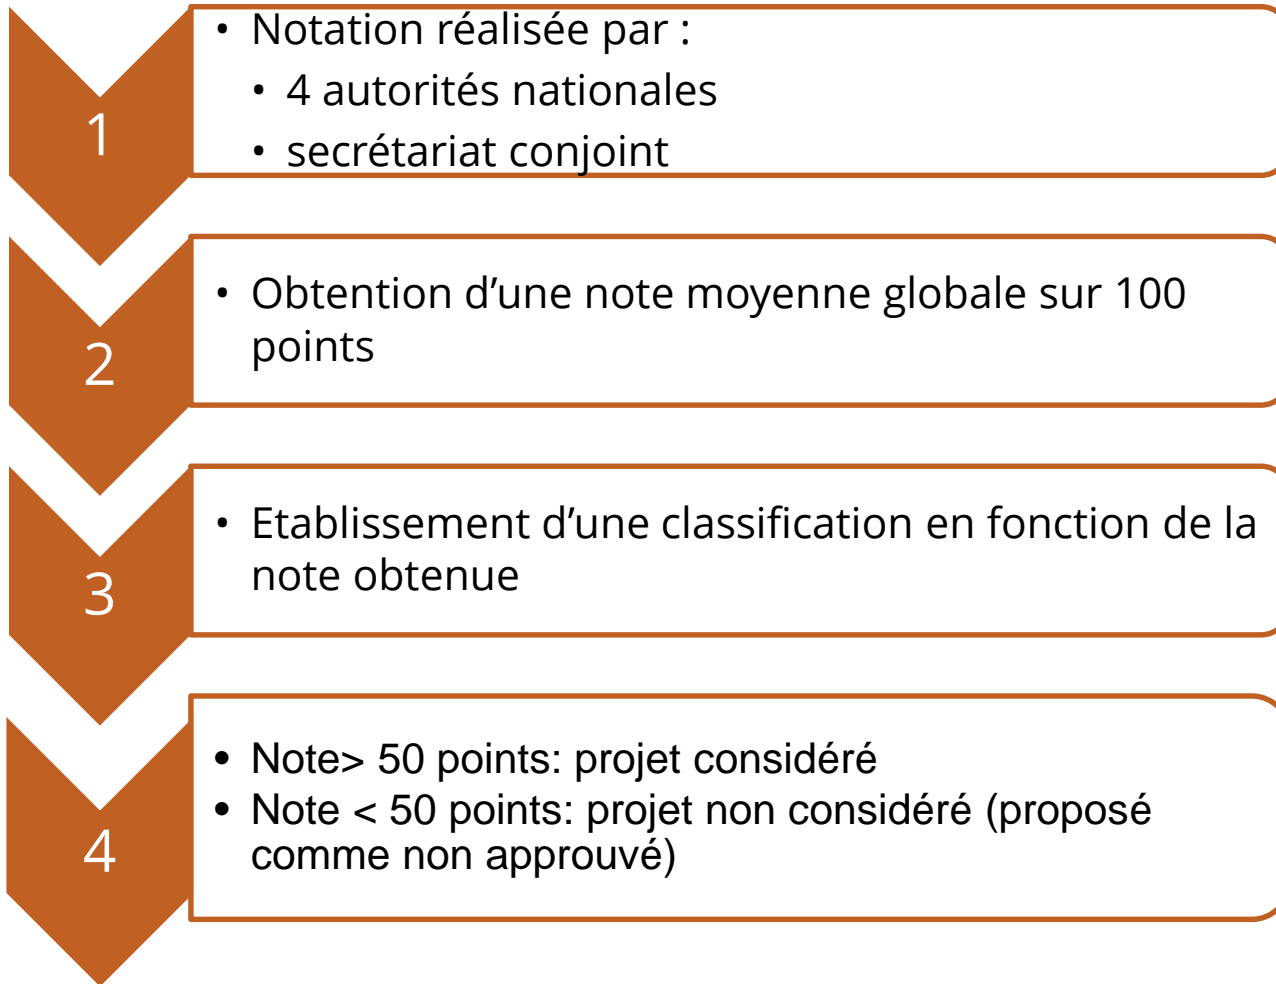 1
• Notation réalisée par :
• 4 autorités nationales
• secrétariat conjoint
2
• Obtention d’une note moyenne globale sur 100
points
3
• Etablissement d’une classification en fonction de la
note obtenue
4
• Note> 50 points: projet considéré
• Note < 50 points: projet non considéré (proposé
comme non approuvé)